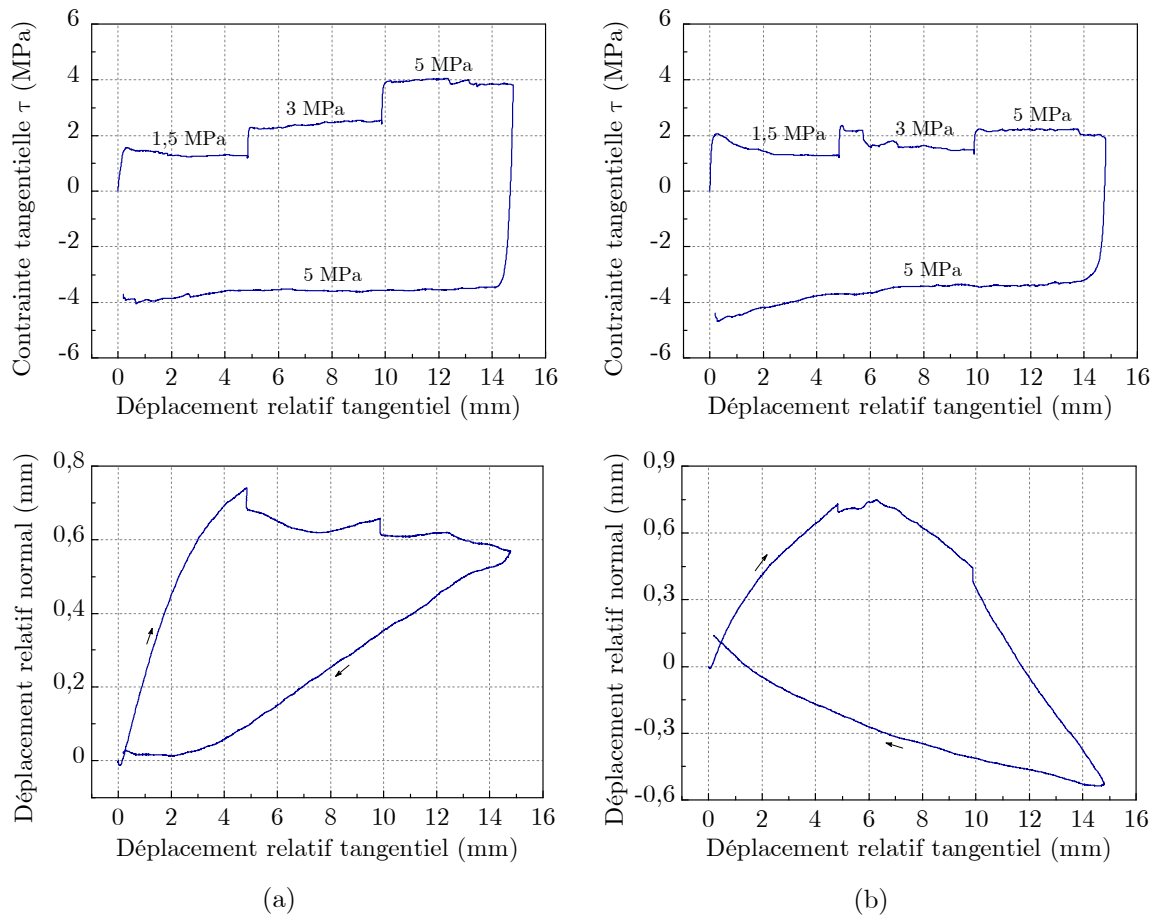 6
4
2
0
-2
-4
-6
Contrainte tangentielle τ (MPa)
1,5 MPa
3 MPa
5 MPa
5 MPa
0 2 4 6 8 10 12 14 16
Déplacement relatif tangentiel (mm)
6
4
2
0
-2
-4
-6
Contrainte tangentielle τ (MPa)
1,5 MPa
3 MPa
5 MPa
5 MPa
0 2 4 6 8 10 12 14 16
Déplacement relatif tangentiel (mm)
0,8
0,6
0,4
0,2
0
Déplacement relatif normal (mm)
0 2 4 6 8 10 12 14 16
Déplacement relatif tangentiel (mm)
(a)
0,9
0,6
0,3
0
-0,3
-0,6
Déplacement relatif normal (mm)
0 2 4 6 8 10 12 14 16
Déplacement relatif tangentiel (mm)
(b)